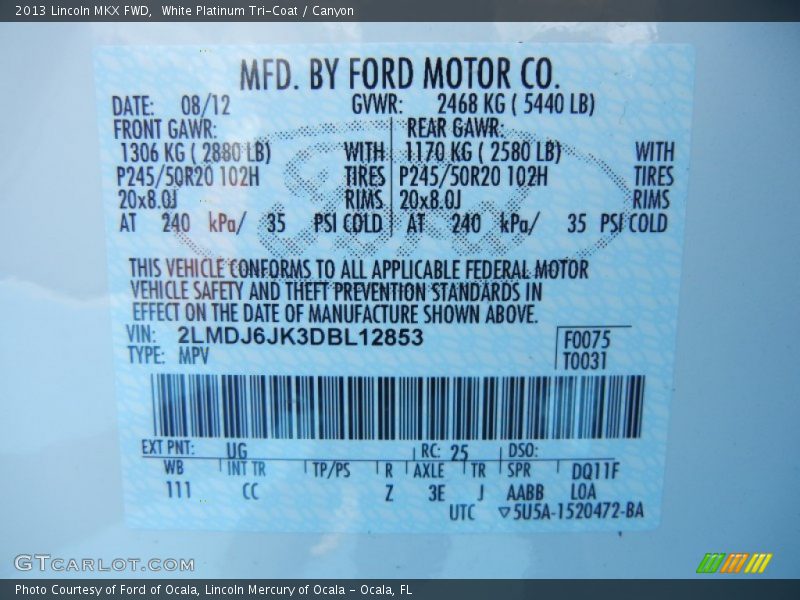 2013 Lincoln MKX FWD,  White Platinum Tri-Coat / Canyon
MFD. BY FORD MOTOR CO.
DATE: 08/12 GVWR: 2468 KG ( 5440 LB)
FRONT GAWR: REAR GAWR:
1306 KG ( 2880 LB) WITH 1170 KG ( 2580 LB) WITH
P245/50R20 102H TIRES P245/50R20 102H TIRES
20x8.0J RIMS 20x8.0J RIMS
AT 240 kPa/ 35 PSI COLD AT 240 kPa/ 35 PSI COLD
THIS VEHICLE CONFORMS TO ALL APPLICABLE FEDERAL MOTOR
VEHICLE SAFETY AND THEFT PREVENTION STANDARDS IN
EFFECT ON THE DATE OF MANUFACTURE SHOWN ABOVE.
VIN: 2LMDJ6JK3DBL12853 F0075
TYPE: MPV T0031
EXT PNT: UG RC: 25 DSO:
WB INT TR TP/PS R AXLE TR SPR DQ11F
111 CC Z 3E J AABB L0A
UTC ▽5U5A-1520472-BA
GTCARLOT.COM
Photo Courtesy of Ford of Ocala, Lincoln Mercury of Ocala - Ocala, FL